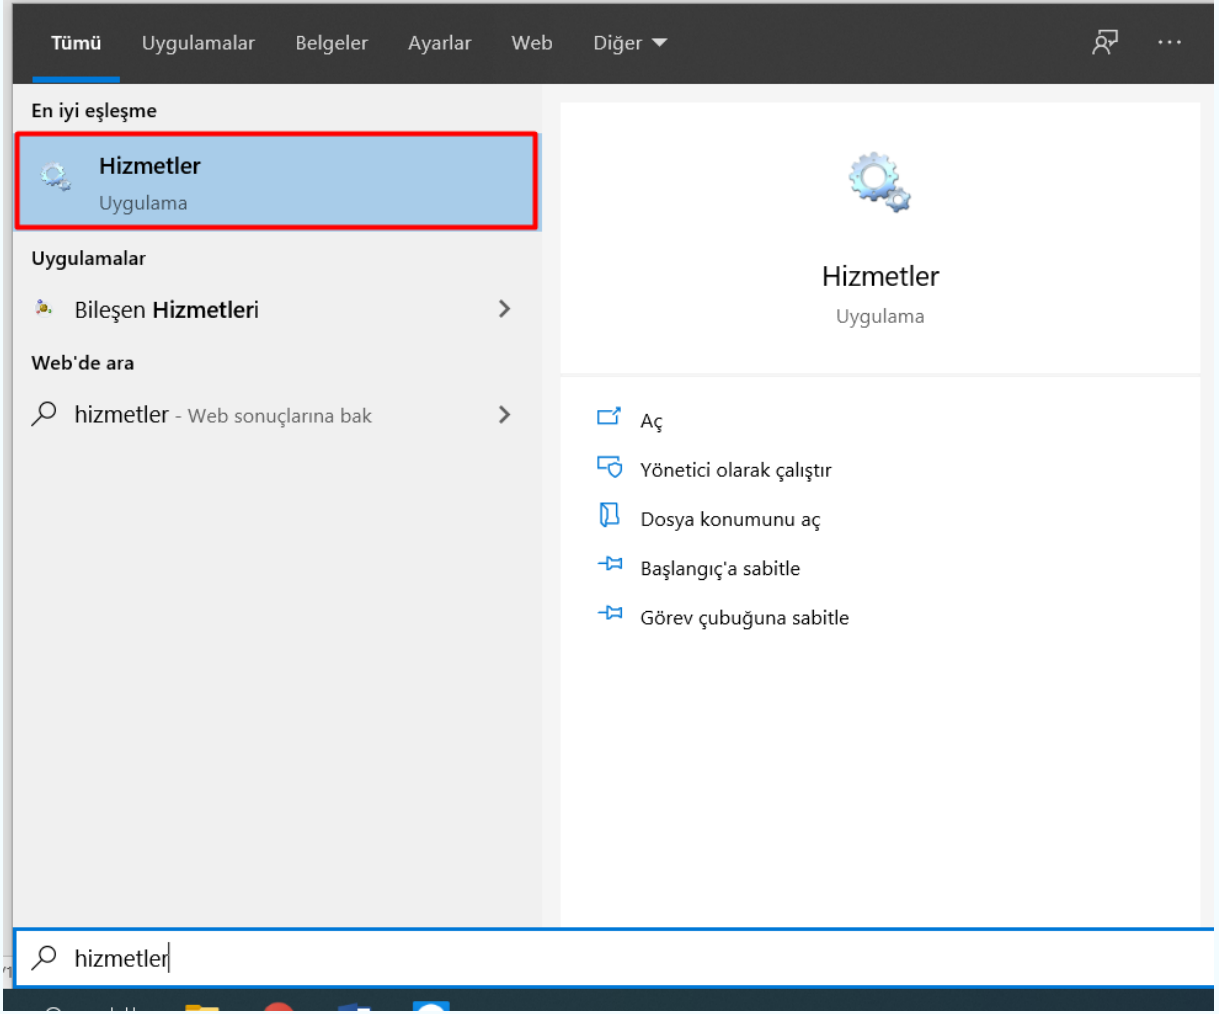 Tümü Uygulamalar Belgeler Ayarlar Web Diğer
En iyi eşleşme
Hizmetler
Uygulama
Uygulamalar
Bileşen Hizmetleri
Web'de ara
hizmetler - Web sonuçlarına bak
Hizmetler
Uygulama
Aç
Yönetici olarak çalıştır
Dosya konumunu aç
Başlangıç'a sabitle
Görev çubuğuna sabitle
hizmetler